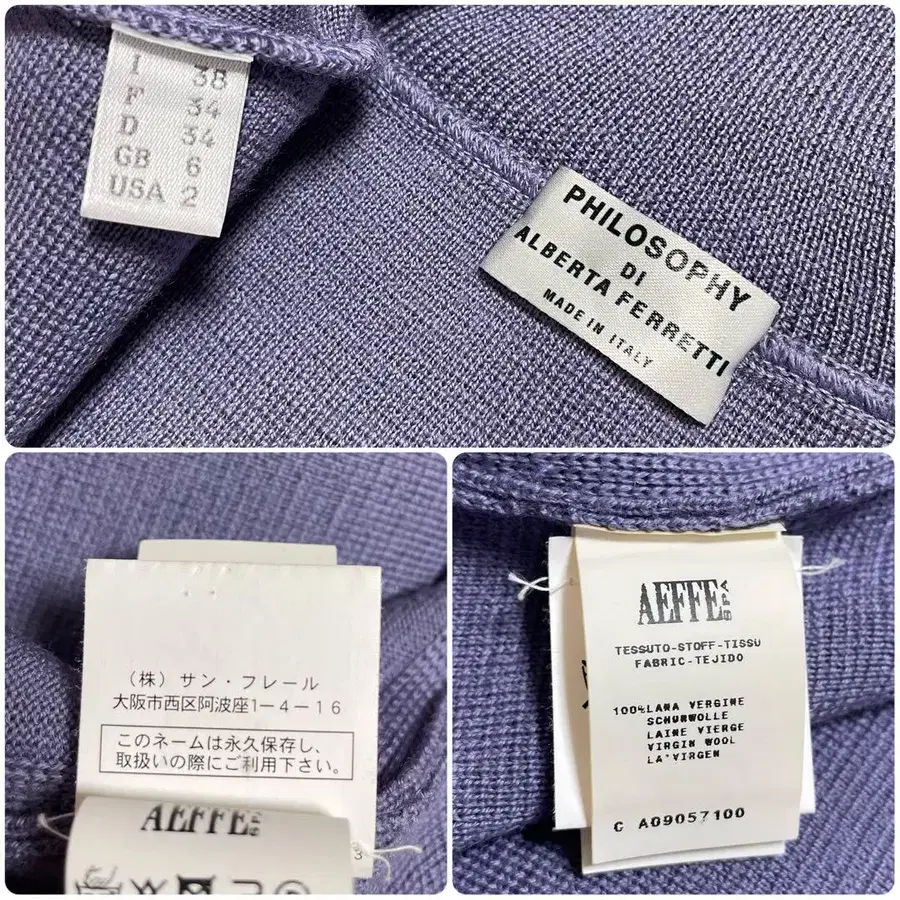 I 38
F 34
D 34
GB 6
USA 2
PHILOSOPHY
DI
ALBERTA FERRETTI
MADE IN ITALY
(株)サン・フレール
大阪市西区阿波座1-4-16
このネームは永久保存し、
取扱いの際にご利用下さい。
AEFFE SPA
3
AEFFE SPA
TESSUTO-STOFF-TISSU
FABRIC-TEJIDO
100%LANA VERGINE
SCHURWOLLE
LAINE VIERGE
VIRGIN WOOL
LA'VIRGEN
C A09057100